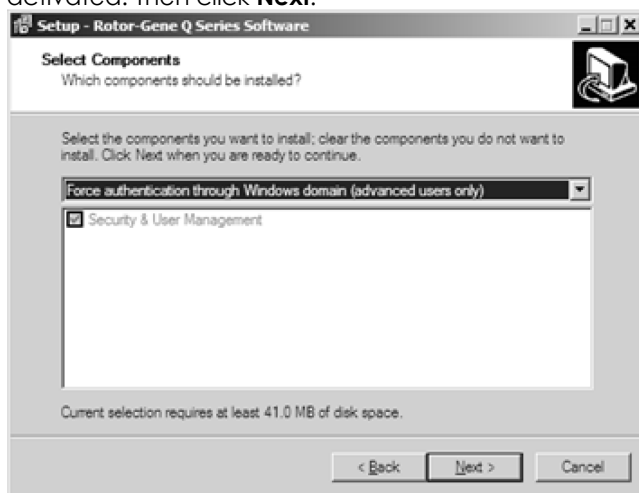 activated. Then click Next.
Setup - Rotor-Gene Q Series Software
Select Components
Which components should be installed?
Select the components you want to install; clear the components you do not want to
install. Click Next when you are ready to continue.
Force authentication through Windows domain (advanced users only)
Security & User Management
Current selection requires at least 41.0 MB of disk space.
< Back
Next >
Cancel